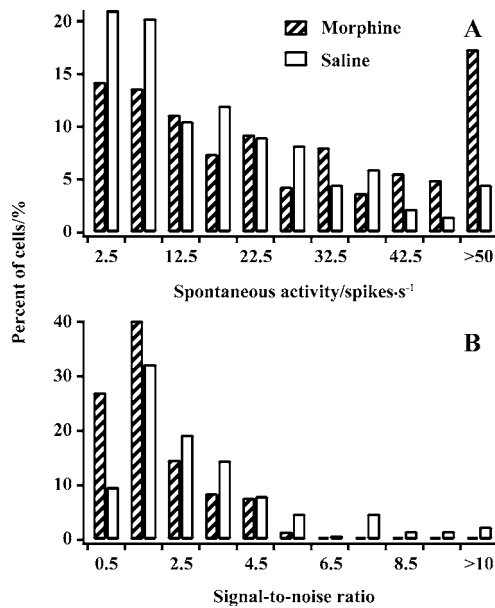 A
Morphine
Saline
20
15
10
5
0
2.5 12.5 22.5 32.5 42.5 >50
Spontaneous activity/spikes·s⁻¹
Percent of cells/%
B
40
30
20
10
0
0.5 2.5 4.5 6.5 8.5 >10
Signal-to-noise ratio